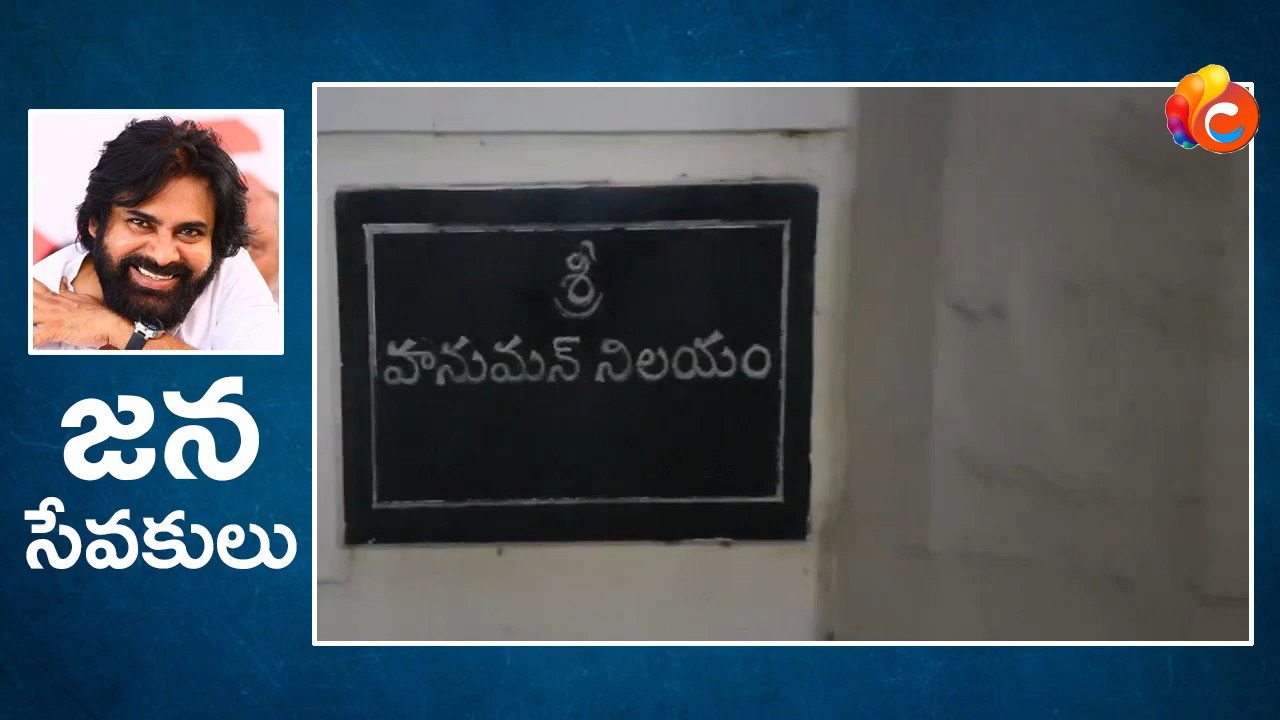 జన
సేవకులు
శ్రీ
హనుమన్ నిలయం